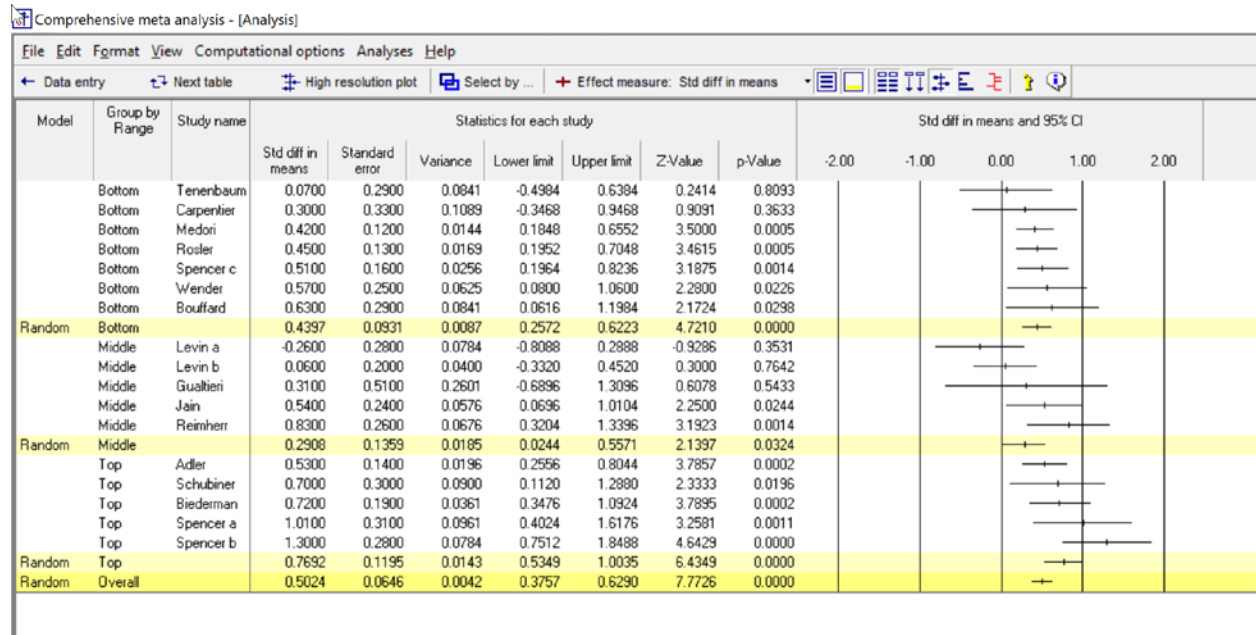 Comprehensive meta analysis - [Analysis]
File Edit Format View Computational options Analyses Help
Data entry Next table High resolution plot Select by ... Effect measure: Std diff in means
Model Group by Range Study name Statistics for each study Std diff in means and 95% CI
Std diff in means Standard error Variance Lower limit Upper limit Z-Value p-Value -2.00 -1.00 0.00 1.00 2.00
Bottom Tenenbaum 0.0700 0.2900 0.0841 -0.4984 0.6384 0.2414 0.8093
Bottom Carpentier 0.3000 0.3300 0.1089 -0.3468 0.9468 0.9091 0.3633
Bottom Medori 0.4200 0.1200 0.0144 0.1848 0.6552 3.5000 0.0005
Bottom Rosler 0.4500 0.1300 0.0169 0.1952 0.7048 3.4615 0.0005
Bottom Spencer c 0.5100 0.1600 0.0256 0.1964 0.8236 3.1875 0.0014
Bottom Wender 0.5700 0.2500 0.0625 0.0800 1.0600 2.2800 0.0226
Bottom Bouffard 0.6300 0.2900 0.0841 0.0616 1.1984 2.1724 0.0298
Random Bottom 0.4397 0.0931 0.0087 0.2572 0.6223 4.7210 0.0000
Middle Levin a -0.2600 0.2800 0.0784 -0.8088 0.2888 -0.9286 0.3531
Middle Levin b 0.0600 0.2000 0.0400 -0.3320 0.4520 0.3000 0.7642
Middle Gualtieri 0.3100 0.5100 0.2601 -0.6896 1.3096 0.6078 0.5433
Middle Jain 0.5400 0.2400 0.0576 0.0696 1.0104 2.2500 0.0244
Middle Reimherr 0.8300 0.2600 0.0676 0.3204 1.3396 3.1923 0.0014
Random Middle 0.2908 0.1359 0.0185 0.0244 0.5571 2.1397 0.0324
Top Adler 0.5300 0.1400 0.0196 0.2556 0.8044 3.7857 0.0002
Top Schubiner 0.7000 0.3000 0.0900 0.1120 1.2880 2.3333 0.0196
Top Biederman 0.7200 0.1900 0.0361 0.3476 1.0924 3.7895 0.0002
Top Spencer a 1.0100 0.3100 0.0961 0.4024 1.6176 3.2581 0.0011
Top Spencer b 1.3000 0.2800 0.0784 0.7512 1.8488 4.6429 0.0000
Random Top 0.7692 0.1195 0.0143 0.5349 1.0035 6.4349 0.0000
Random Overall 0.5024 0.0646 0.0042 0.3757 0.6290 7.7726 0.0000